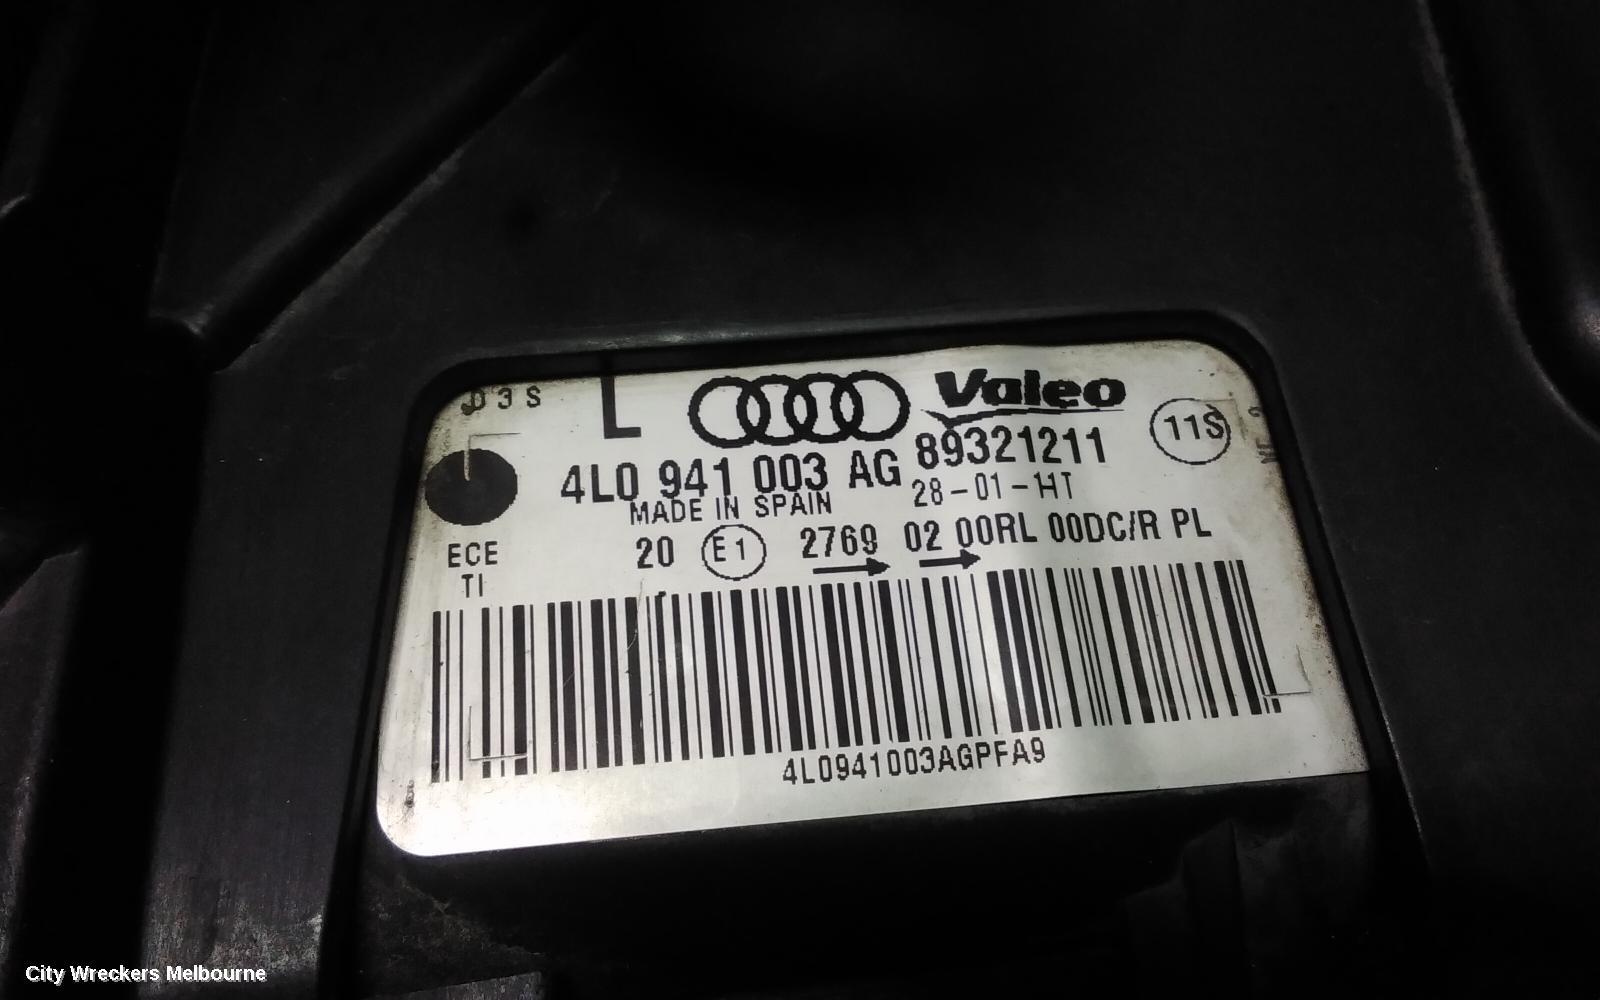 D3S L Valeo
4L0 941 003 AG 89321211 11S
MADE IN SPAIN 28-01-HT
ECE 20 E1 2769 02 00RL 00DC/R PL
TI
4L0941003AGPFA9
City Wreckers Melbourne